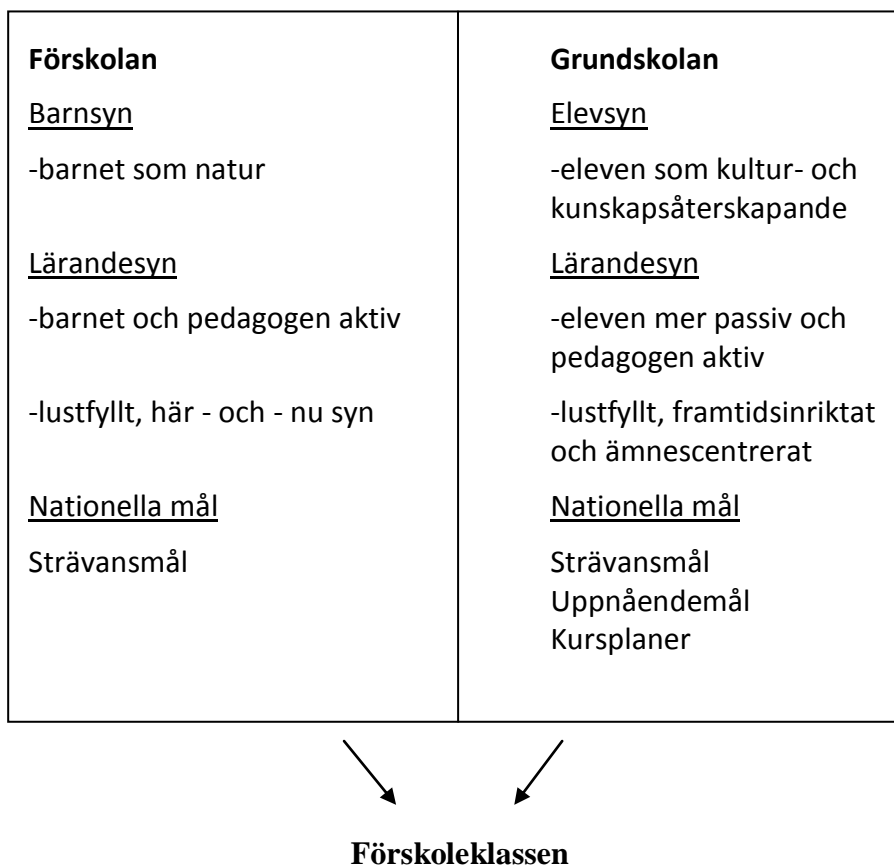 Förskolan
Barnsyn
-barnet som natur
Lärandesyn
-barnet och pedagogen aktiv
-lustfyllt, här - och - nu syn
Nationella mål
Strävansmål
Grundskolan
Elevsyn
-eleven som kultur- och
kunskapsåterskapande
Lärandesyn
-eleven mer passiv och
pedagogen aktiv
-lustfyllt, framtidsinriktat
och ämnescentrerat
Nationella mål
Strävansmål
Uppnåendemål
Kursplaner
Förskoleklassen